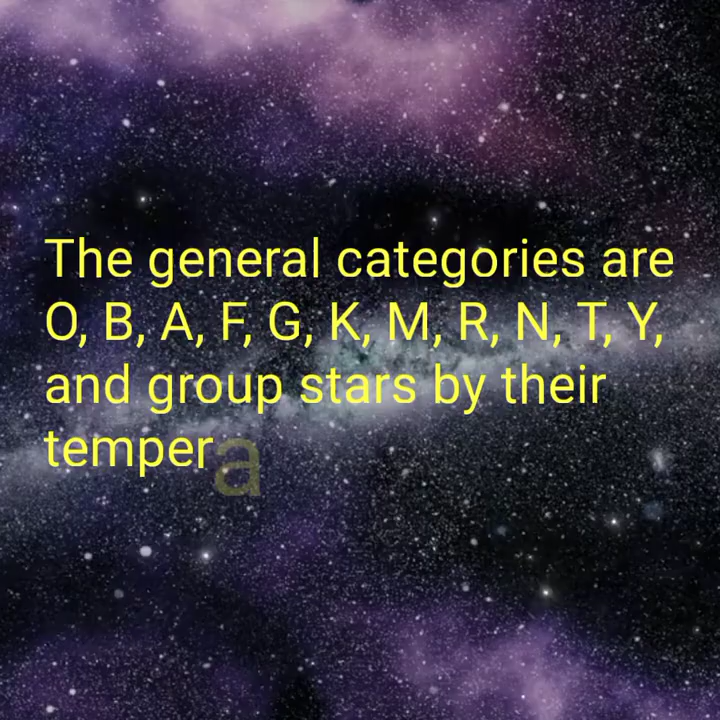 The general categories are
O, B, A, F, G, K, M, R, N, T, Y,
and group stars by their
tempera